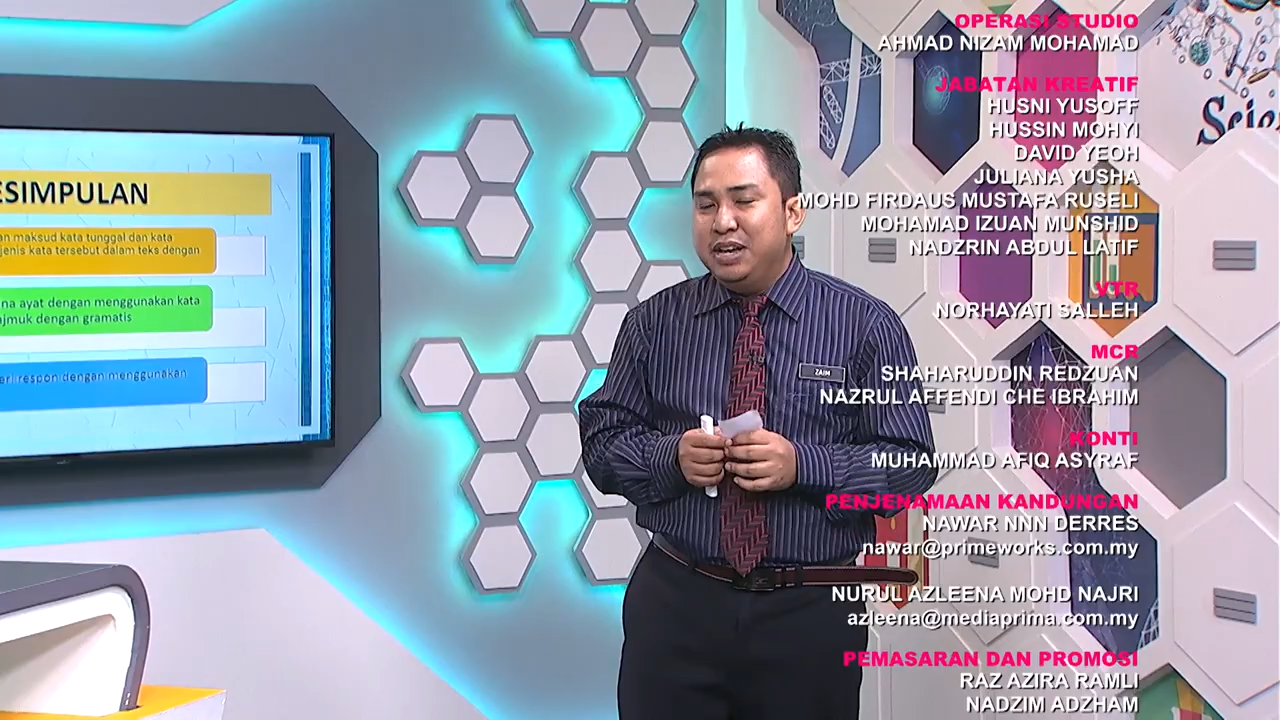 ESIMPULAN
an maksud kata tunggal dan kata
jenis kata tersebut dalam teks dengan
na ayat dengan menggunakan kata
ajmuk dengan gramatis
respon dengan menggunakan
ZAIM
Scien
OPERASI STUDIO
AHMAD NIZAM MOHAMAD
JABATAN KREATIF
HUSNI YUSOFF
HUSSIN MOHYI
DAVID YEOH
JULIANA YUSHA
MOHD FIRDAUS MUSTAFA RUSELI
MOHAMAD IZUAN MUNSHID
NADZRIN ABDUL LATIF
VTR
NORHAYATI SALLEH
MCR
SHAHARUDDIN REDZUAN
NAZRUL AFFENDI CHE IBRAHIM
KONTI
MUHAMMAD AFIQ ASYRAF
PENJENAMAAN KANDUNGAN
NAWAR NNN DERRES
nawar@primeworks.com.my
NURUL AZLEENA MOHD NAJRI
azleena@mediaprima.com.my
PEMASARAN DAN PROMOSI
RAZ AZIRA RAMLI
NADZIM ADZHAM